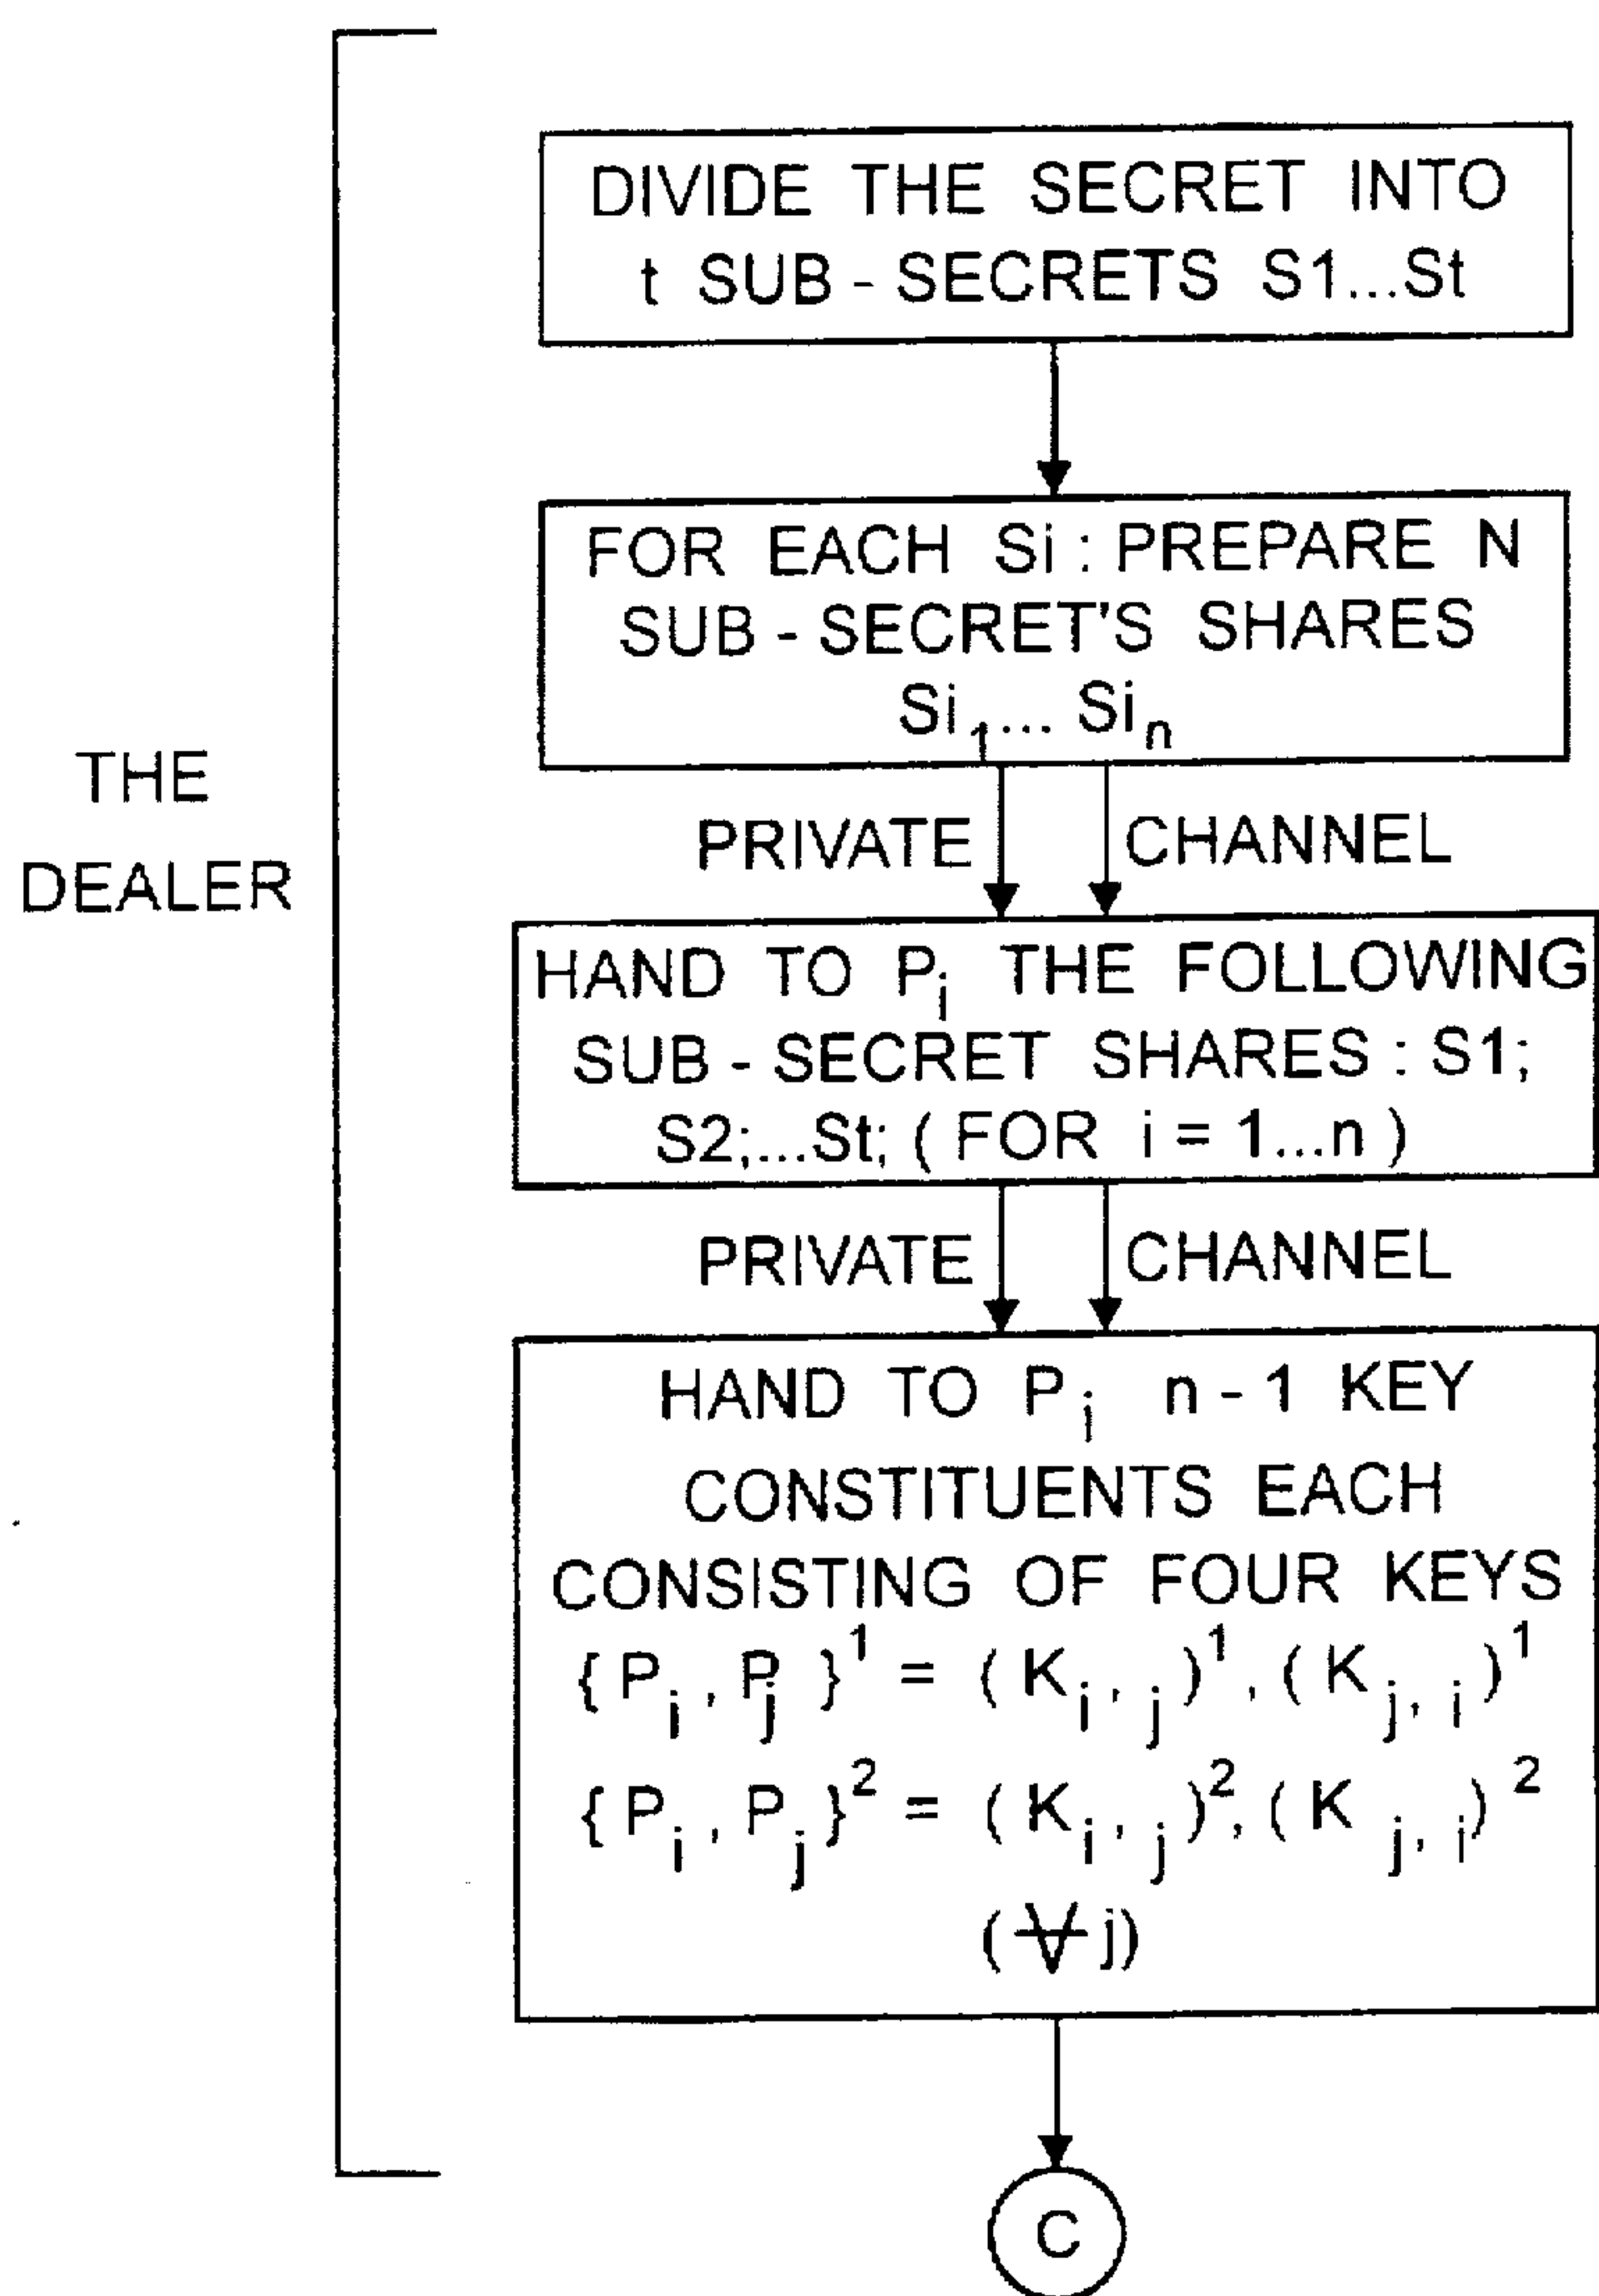 THE
DEALER
DIVIDE THE SECRET INTO
t SUB - SECRETS S1...St
FOR EACH Si : PREPARE N
SUB - SECRET'S SHARES
Si₁... Siₙ
PRIVATE CHANNEL
HAND TO Pᵢ THE FOLLOWING
SUB - SECRET SHARES : S1;
S2;...St; ( FOR i = 1...n )
PRIVATE CHANNEL
HAND TO Pᵢ n - 1 KEY
CONSTITUENTS EACH
CONSISTING OF FOUR KEYS
{ Pᵢ , Pⱼ }¹ = ( Kᵢ , ⱼ )¹, ( Kⱼ, ᵢ )¹
{ Pᵢ , Pⱼ }² = ( Kᵢ , ⱼ )², ( K ⱼ, ᵢ ) ²
( ∀ j)
C